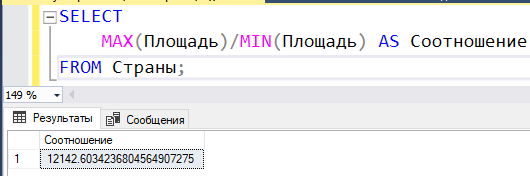 SELECT
MAX(Площадь)/MIN(Площадь) AS Соотношение
FROM Страны;
149 %
Результаты Сообщения
Соотношение
1 12142.6034236804564907275